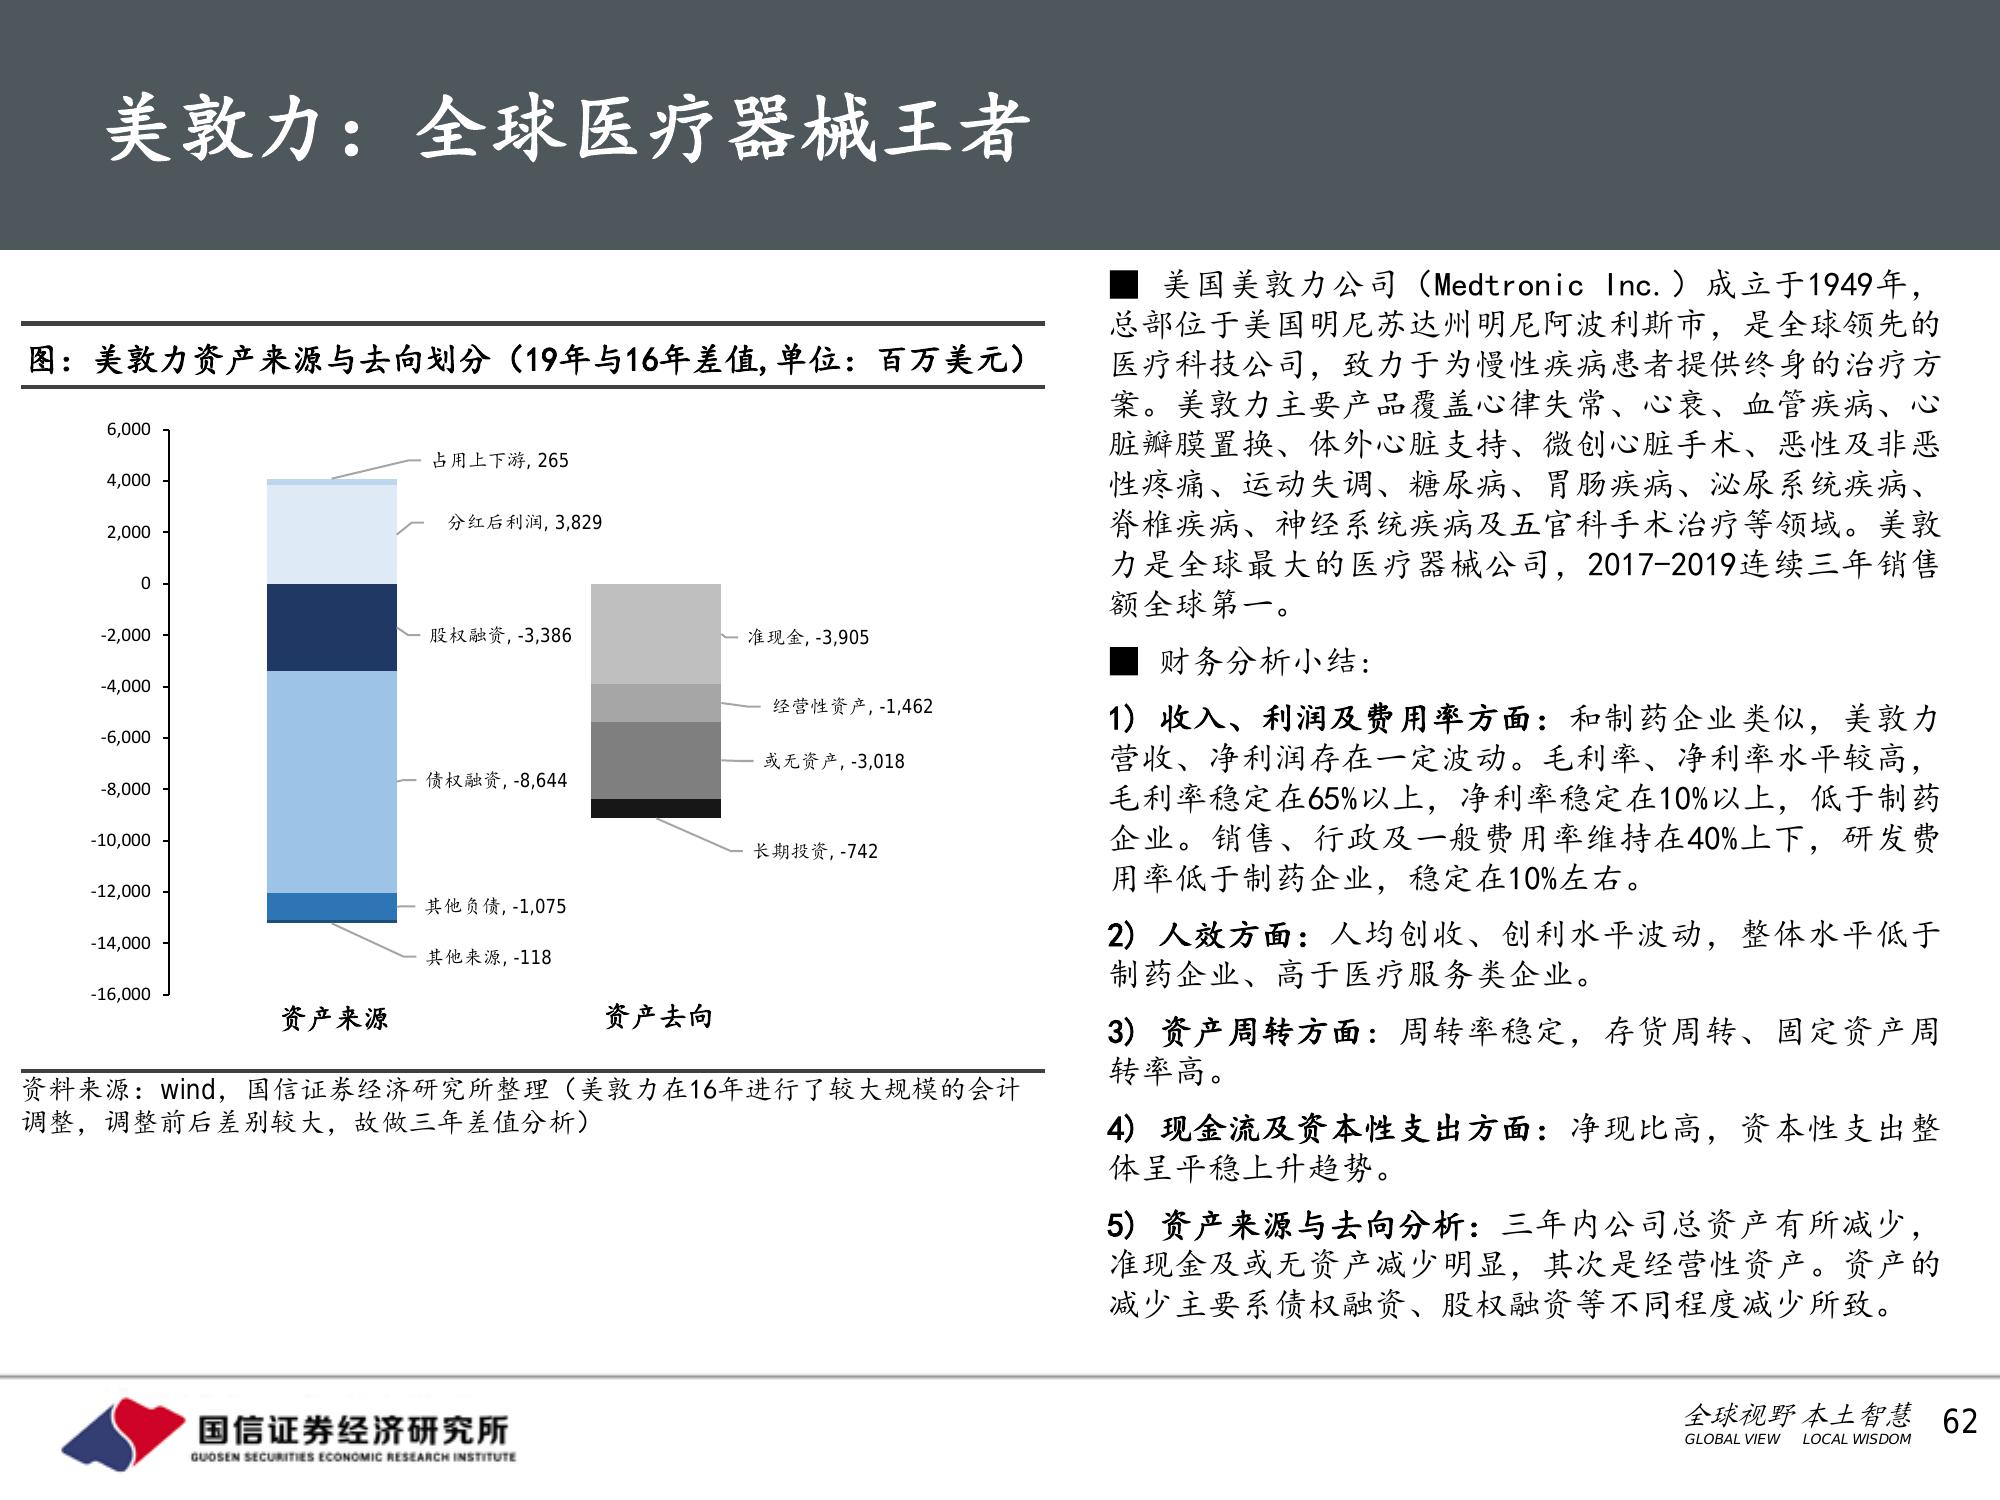 美敦力：全球医疗器械王者
图：美敦力资产来源与去向划分（19年与16年差值,单位：百万美元）
6,000
4,000
2,000
0
-2,000
-4,000
-6,000
-8,000
-10,000
-12,000
-14,000
-16,000
占用上下游, 265
分红后利润, 3,829
股权融资, -3,386
债权融资, -8,644
其他负债, -1,075
其他来源, -118
准现金, -3,905
经营性资产, -1,462
或无资产, -3,018
长期投资, -742
资产来源
资产去向
资料来源：wind，国信证券经济研究所整理（美敦力在16年进行了较大规模的会计
调整，调整前后差别较大，故做三年差值分析）
■ 美国美敦力公司（Medtronic Inc.）成立于1949年，
总部位于美国明尼苏达州明尼阿波利斯市，是全球领先的
医疗科技公司，致力于为慢性疾病患者提供终身的治疗方
案。美敦力主要产品覆盖心律失常、心衰、血管疾病、心
脏瓣膜置换、体外心脏支持、微创心脏手术、恶性及非恶
性疼痛、运动失调、糖尿病、胃肠疾病、泌尿系统疾病、
脊椎疾病、神经系统疾病及五官科手术治疗等领域。美敦
力是全球最大的医疗器械公司，2017-2019连续三年销售
额全球第一。
■ 财务分析小结：
1）收入、利润及费用率方面：和制药企业类似，美敦力
营收、净利润存在一定波动。毛利率、净利率水平较高，
毛利率稳定在65%以上，净利率稳定在10%以上，低于制药
企业。销售、行政及一般费用率维持在40%上下，研发费
用率低于制药企业，稳定在10%左右。
2）人效方面：人均创收、创利水平波动，整体水平低于
制药企业、高于医疗服务类企业。
3）资产周转方面：周转率稳定，存货周转、固定资产周
转率高。
4）现金流及资本性支出方面：净现比高，资本性支出整
体呈平稳上升趋势。
5）资产来源与去向分析：三年内公司总资产有所减少，
准现金及或无资产减少明显，其次是经营性资产。资产的
减少主要系债权融资、股权融资等不同程度减少所致。
国信证券经济研究所
GUOSEN SECURITIES ECONOMIC RESEARCH INSTITUTE
全球视野 本土智慧
GLOBAL VIEW LOCAL WISDOM
62